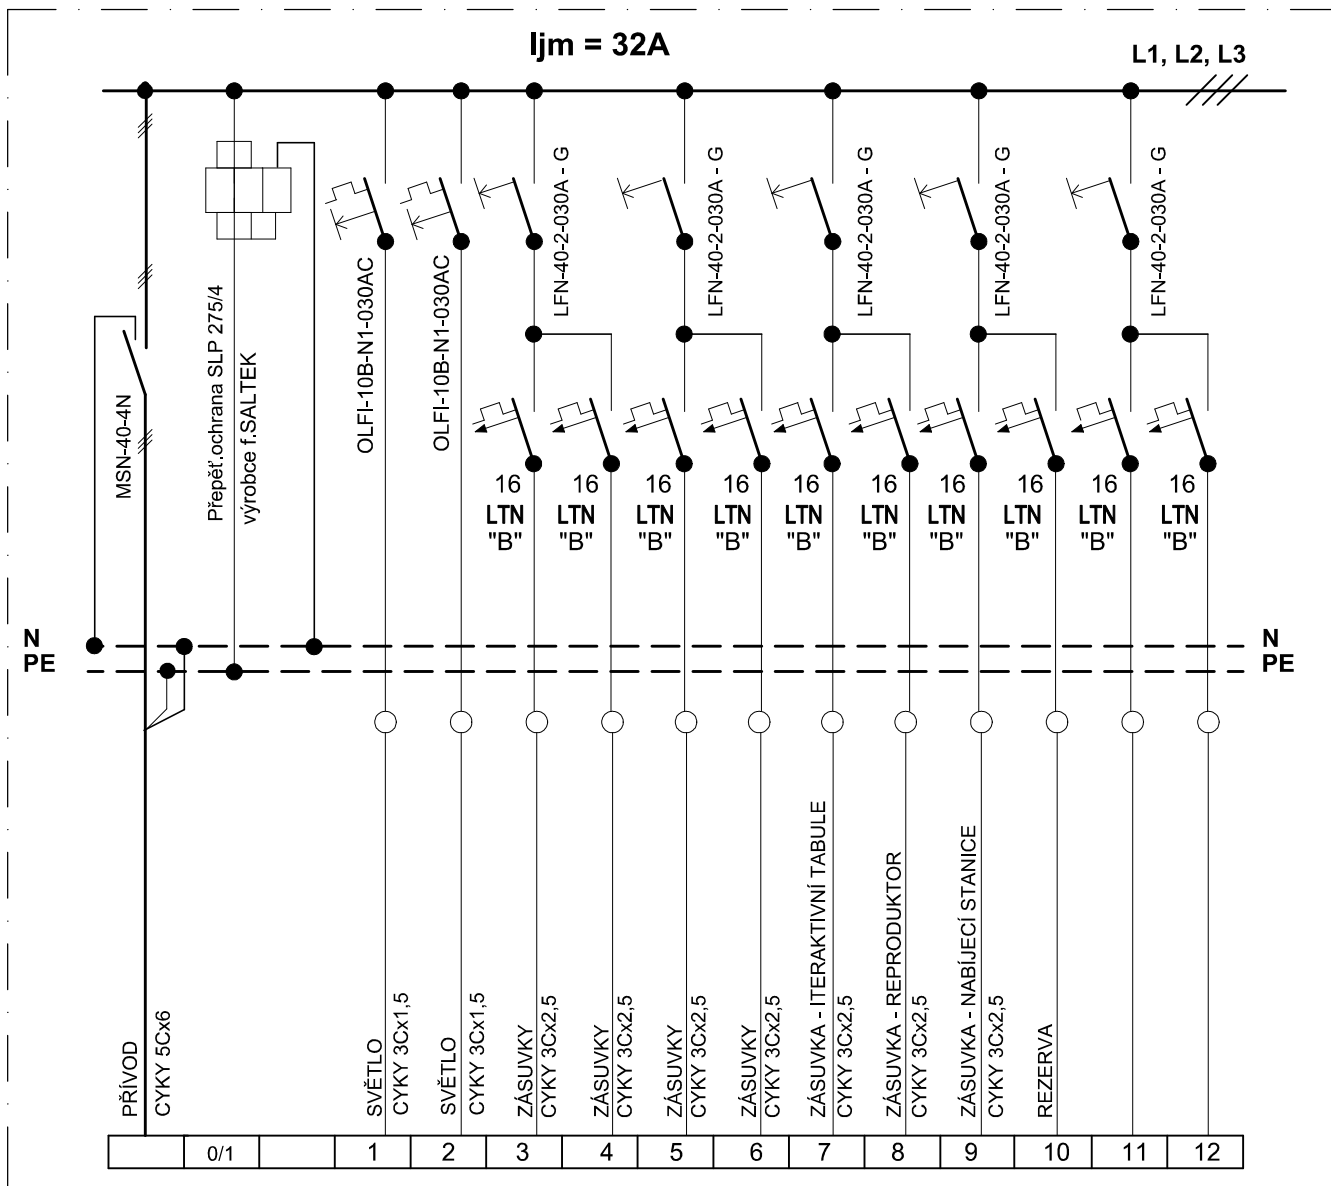 Ijm = 32A
L1, L2, L3
MSN-40-4N
Přepěť.ochrana SLP 275/4
výrobce f.SALTEK
OLFI-10B-N1-030AC
OLFI-10B-N1-030AC
LFN-40-2-030A - G
LFN-40-2-030A - G
LFN-40-2-030A - G
LFN-40-2-030A - G
LFN-40-2-030A - G
16 16 16 16 16 16 16 16 16 16
LTN LTN LTN LTN LTN LTN LTN LTN LTN LTN
"B" "B" "B" "B" "B" "B" "B" "B" "B" "B"
N N
PE PE
PŘÍVOD
CYKY 5Cx6
SVĚTLO
CYKY 3Cx1,5
SVĚTLO
CYKY 3Cx1,5
ZÁSUVKY
CYKY 3Cx2,5
ZÁSUVKY
CYKY 3Cx2,5
ZÁSUVKY
CYKY 3Cx2,5
ZÁSUVKY
CYKY 3Cx2,5
ZÁSUVKA - ITERAKTIVNÍ TABULE
CYKY 3Cx2,5
ZÁSUVKA - REPRODUKTOR
CYKY 3Cx2,5
ZÁSUVKA - NABÍJECÍ STANICE
CYKY 3Cx2,5
REZERVA
0/1 1 2 3 4 5 6 7 8 9 10 11 12